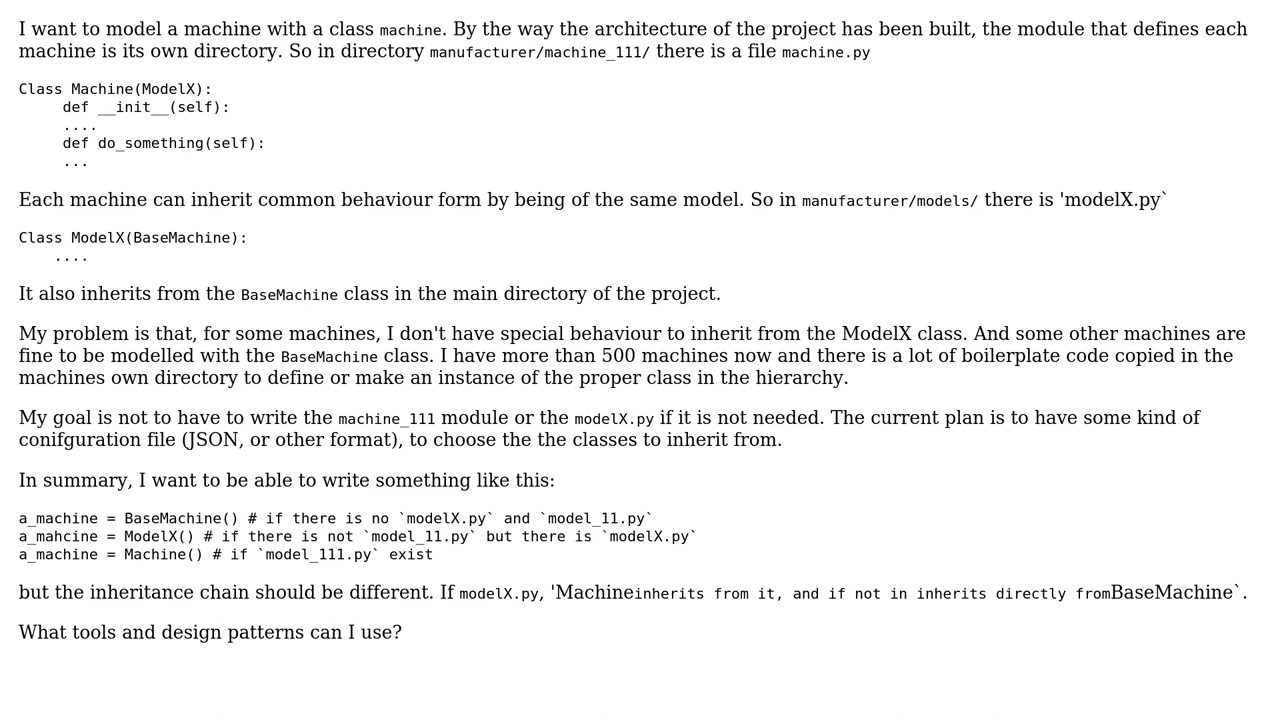 I want to model a machine with a class machine. By the way the architecture of the project has been built, the module that defines each
machine is its own directory. So in directory manufacturer/machine_111/ there is a file machine.py
Class Machine(ModelX):
     def __init__(self):
     ....
     def do_something(self):
     ...
Each machine can inherit common behaviour form by being of the same model. So in manufacturer/models/ there is 'modelX.py`
Class ModelX(BaseMachine):
    ....
It also inherits from the BaseMachine class in the main directory of the project.
My problem is that, for some machines, I don't have special behaviour to inherit from the ModelX class. And some other machines are
fine to be modelled with the BaseMachine class. I have more than 500 machines now and there is a lot of boilerplate code copied in the
machines own directory to define or make an instance of the proper class in the hierarchy.
My goal is not to have to write the machine_111 module or the modelX.py if it is not needed. The current plan is to have some kind of
conifguration file (JSON, or other format), to choose the the classes to inherit from.
In summary, I want to be able to write something like this:
a_machine = BaseMachine() # if there is no `modelX.py` and `model_11.py`
a_mahcine = ModelX() # if there is not `model_11.py` but there is `modelX.py`
a_machine = Machine() # if `model_111.py` exist
but the inheritance chain should be different. If modelX.py, 'Machineinherits from it, and if not in inherits directly fromBaseMachine`.
What tools and design patterns can I use?